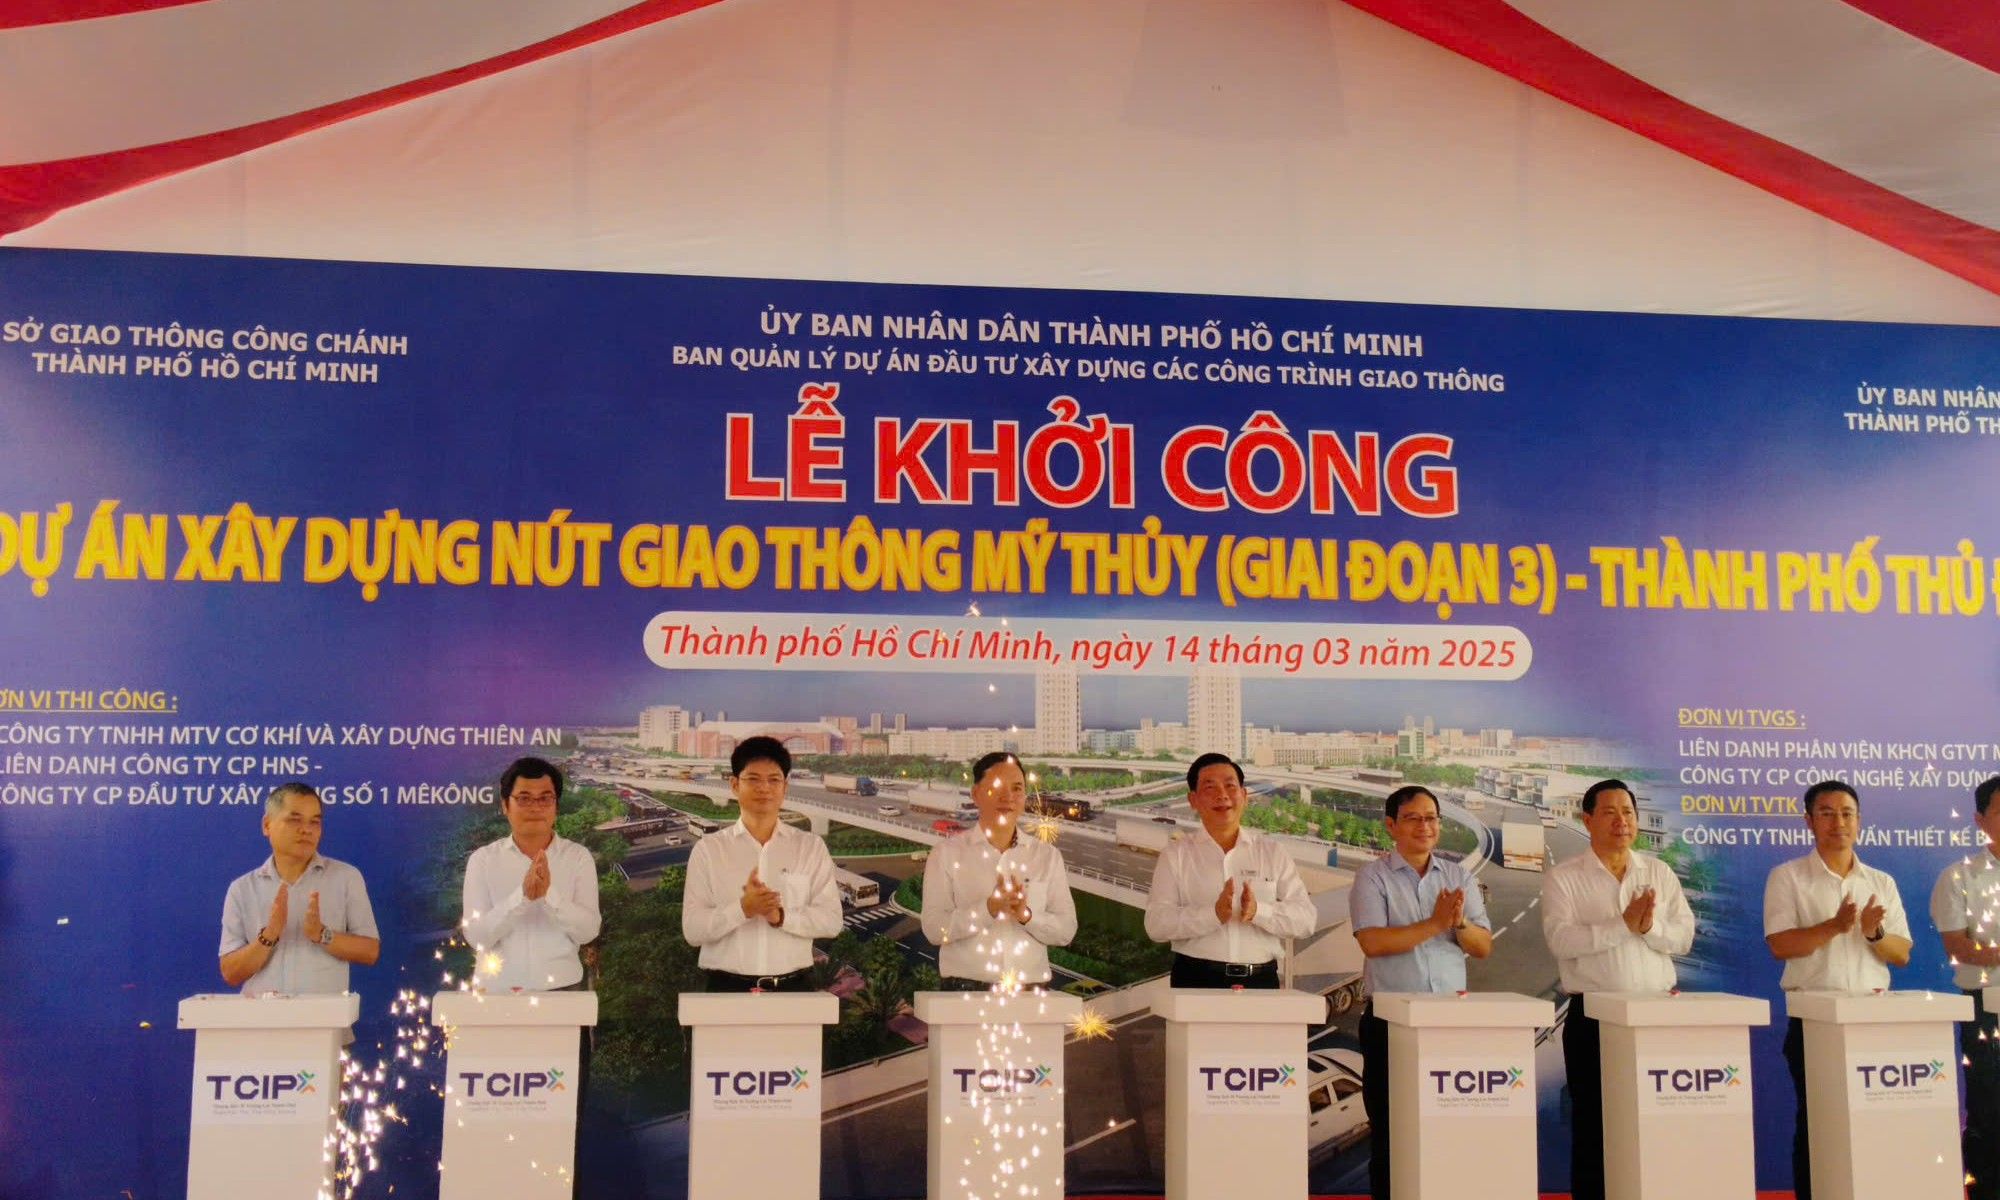 SỞ GIAO THÔNG CÔNG CHÁNH
THÀNH PHỐ HỒ CHÍ MINH
ỦY BAN NHÂN DÂN THÀNH PHỐ HỒ CHÍ MINH
BAN QUẢN LÝ DỰ ÁN ĐẦU TƯ XÂY DỰNG CÁC CÔNG TRÌNH GIAO THÔNG
ỦY BAN NHÂN
THÀNH PHỐ TH
LỄ KHỞI CÔNG
DỰ ÁN XÂY DỰNG NÚT GIAO THÔNG MỸ THỦY (GIAI ĐOẠN 3) - THÀNH PHỐ THỦ Đ
Thành phố Hồ Chí Minh, ngày 14 tháng 03 năm 2025
ƠN VỊ THI CÔNG :
CÔNG TY TNHH MTV CƠ KHÍ VÀ XÂY DỰNG THIÊN AN
LIÊN DANH CÔNG TY CP HNS -
CÔNG TY CP ĐẦU TƯ XÂY SỐ 1 MÊKÔNG
ĐƠN VỊ TVGS :
LIÊN DANH PHÂN VIỆN KHCN GTVT
CÔNG TY CP CÔNG NGHỆ XÂY DỰNG
ĐƠN VỊ TVTK :
CÔNG TY TNHH VẤN THIẾT KẾ
TCIP
TCIP
TCIP
TCIP
TCIP
TCIP
TCIP
TCIP